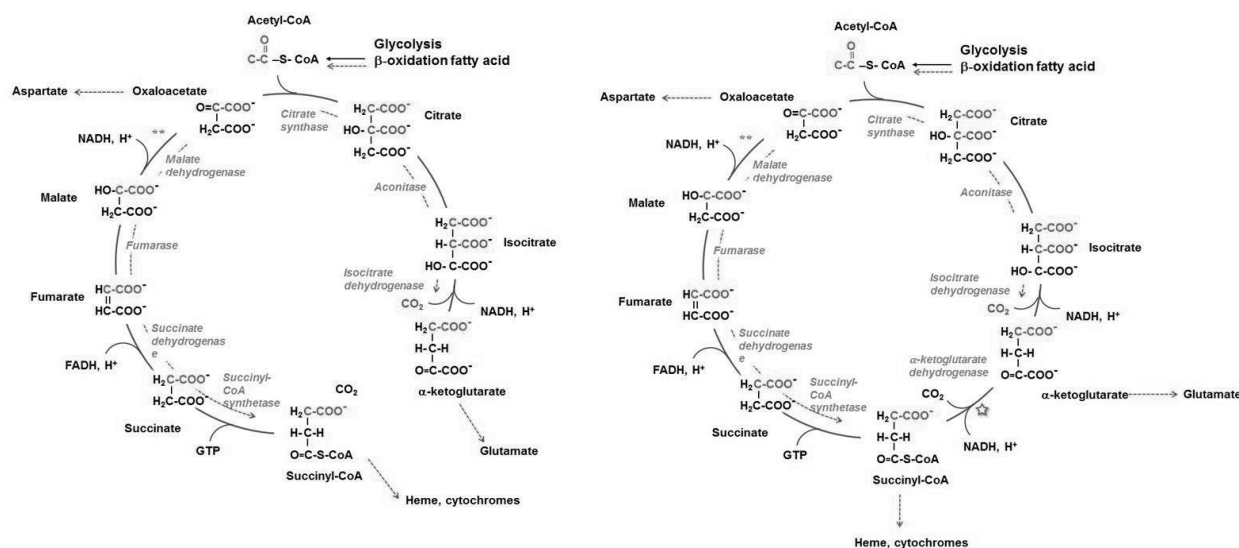 Acetyl-CoA
O
C-C –S- CoA
Glycolysis
β-oxidation fatty acid
Aspartate
Oxaloacetate
O=C-COO-
H2C-COO-
Citrate
synthase
H2C-COO-
HO-C-COO-
H2C-COO-
Citrate
NADH, H+
**
Malate
dehydrogenase
Aconitase
Malate
HO-C-COO-
H2C-COO-
Fumarase
H2C-COO-
H-C-COO-
HO-C-COO-
Isocitrate
Isocitrate
dehydrogenase
CO2
NADH, H+
Fumarate
HC-COO-
HC-COO-
Succinate
dehydrogenas
e
FADH, H+
H2C-COO-
H-C-H
O=C-COO-
α-ketoglutarate
H2C-COO-
H2C-COO-
Succinyl-
CoA
synthetase
CO2
Succinate
GTP
H2C-COO-
C-H-H
O=C-S-CoA
Succinyl-CoA
Glutamate
Heme, cytochromes
Acetyl-CoA
O
C-C –S- CoA
Glycolysis
β-oxidation fatty acid
Aspartate
Oxaloacetate
O=C-COO-
H2C-COO-
Citrate
synthase
H2C-COO-
HO-C-COO-
H2C-COO-
Citrate
NADH, H+
**
Malate
dehydrogenase
Aconitase
Malate
HO-C-COO-
H2C-COO-
Fumarase
H2C-COO-
H-C-COO-
HO-C-COO-
Isocitrate
Isocitrate
dehydrogenase
CO2
NADH, H+
Fumarate
HC-COO-
HC-COO-
Succinate
dehydrogenas
e
FADH, H+
H2C-COO-
H-C-H
O=C-COO-
α-ketoglutarate
α-ketoglutarate
dehydrogenase
Glutamate
H2C-COO-
H2C-COO-
Succinyl-
CoA
synthetase
CO2
NADH, H+
Succinate
GTP
H2C-COO-
H-C-H
O=C-S-CoA
Succinyl-CoA
Heme, cytochromes